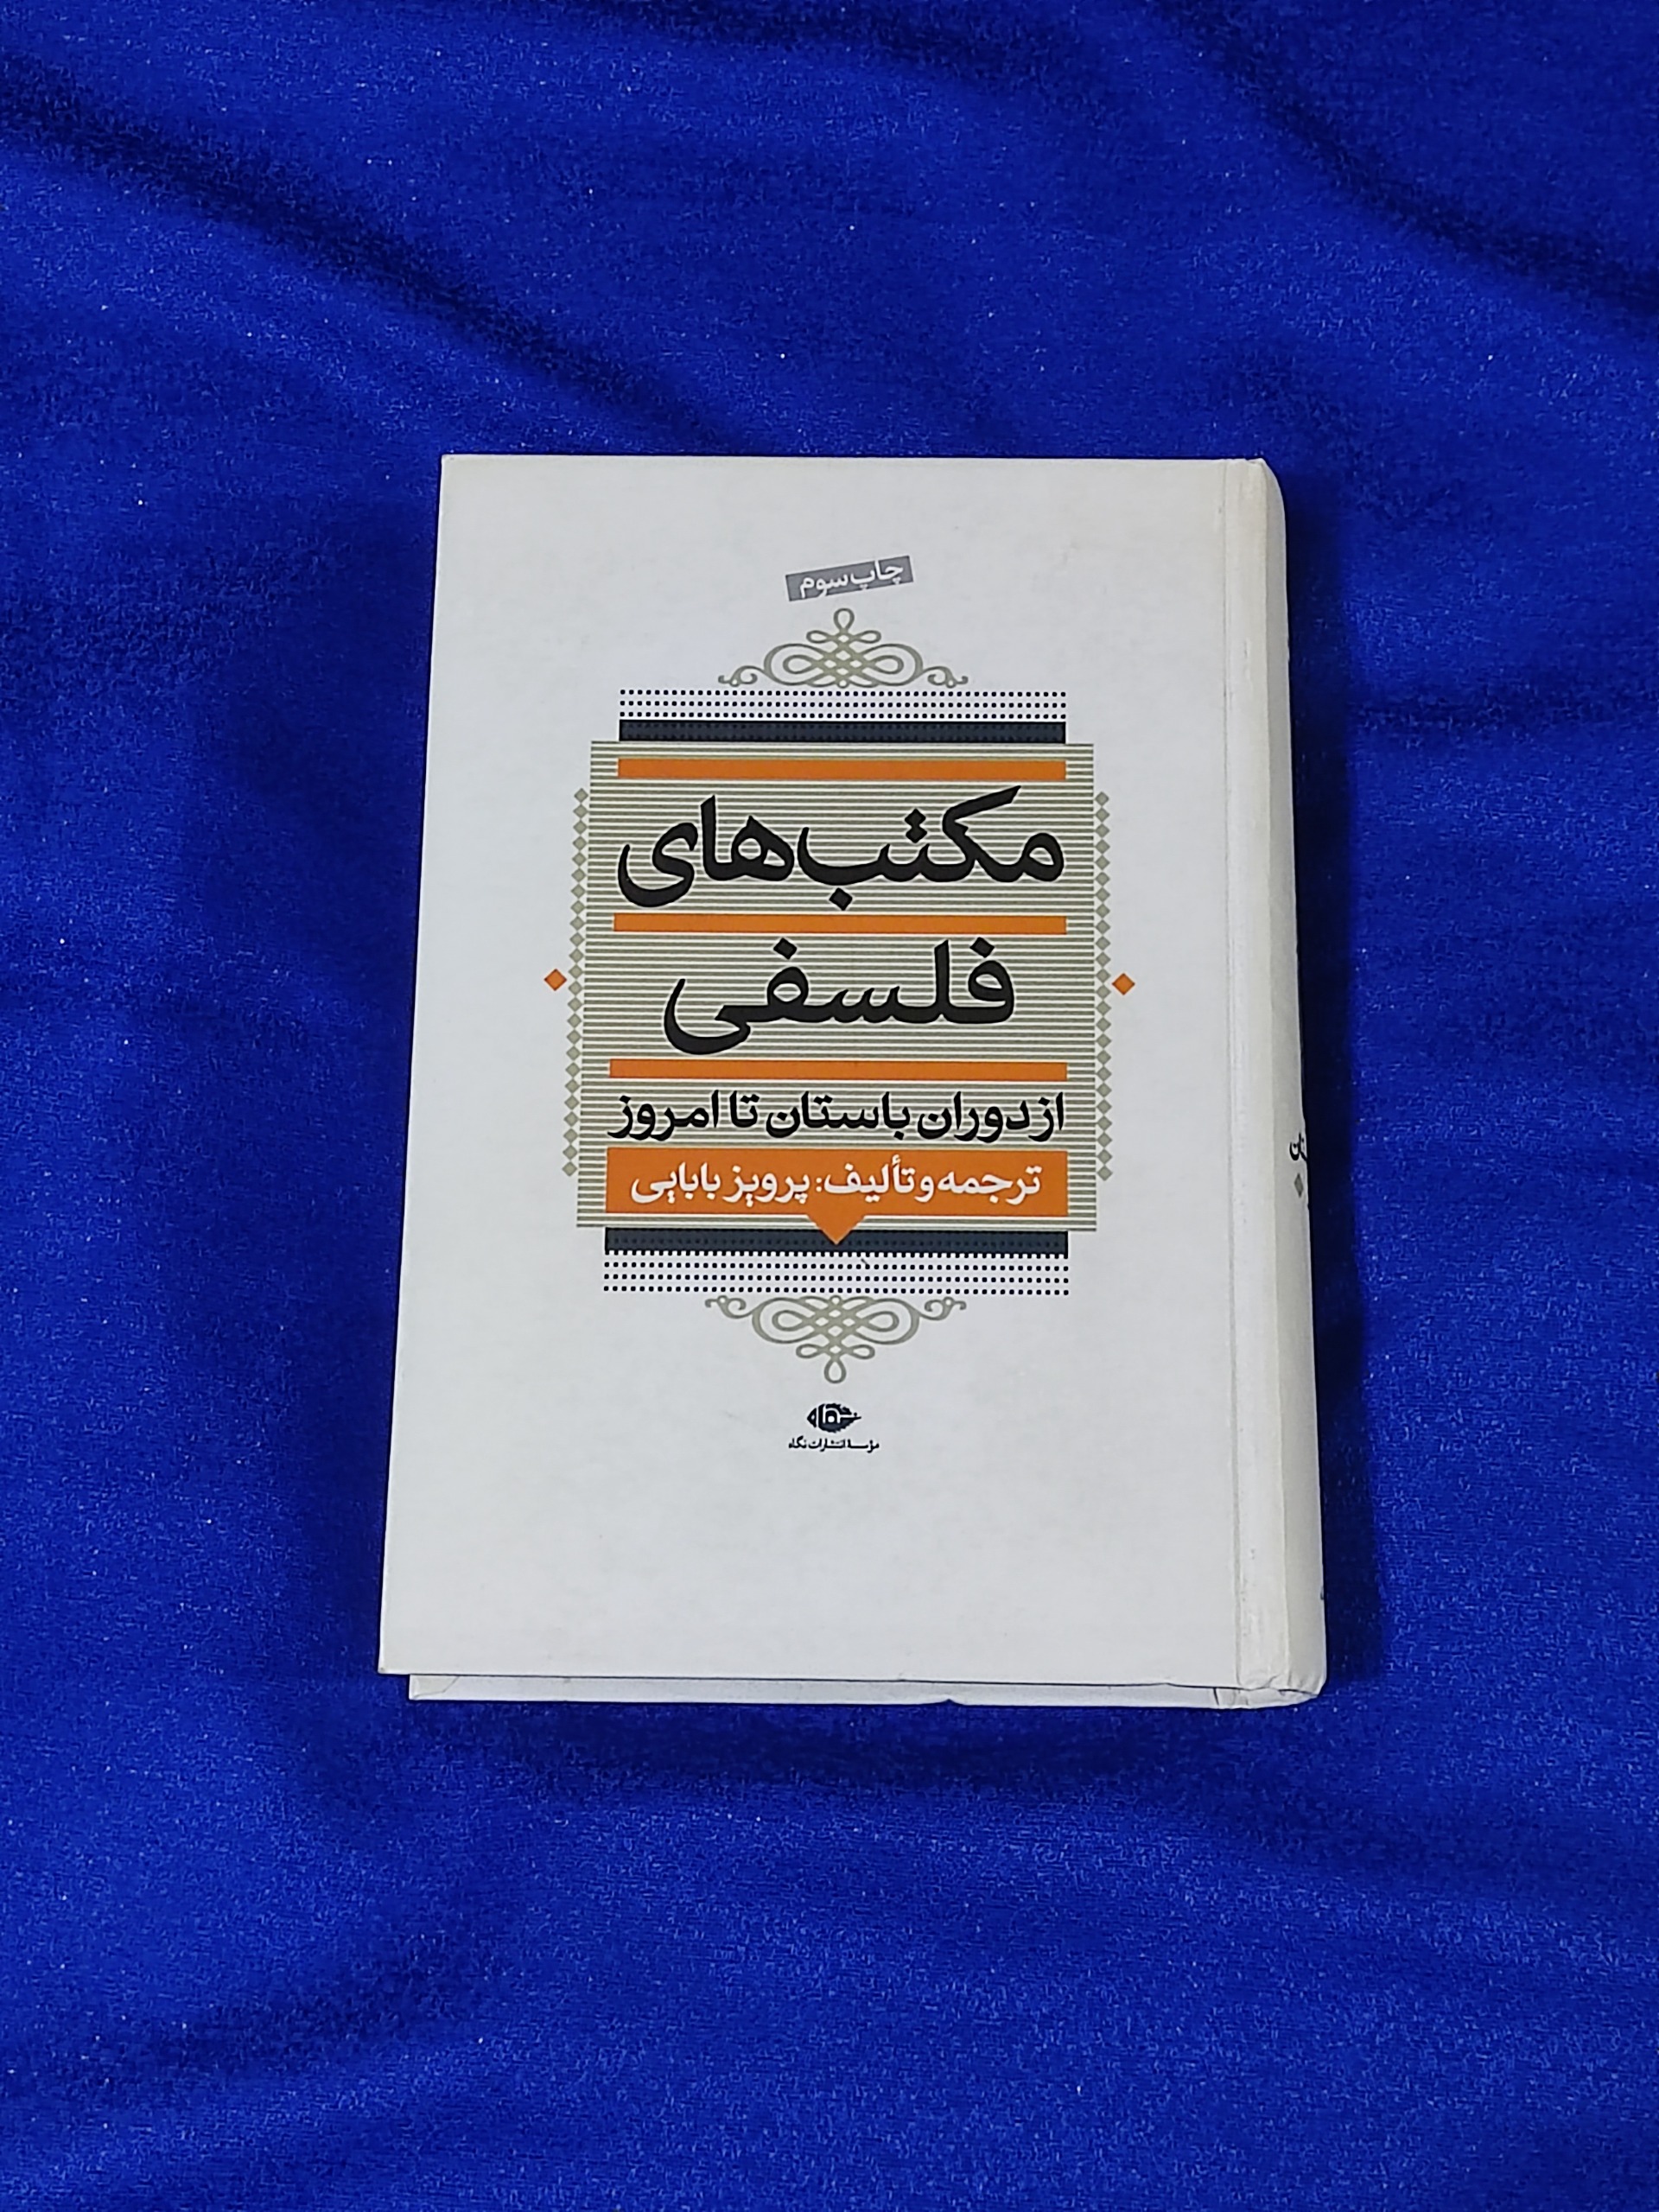 چاپ سوم
مکتب‌های
فلسفی
از دوران باستان تا امروز
ترجمه و تألیف: پرویز بابایی
مؤسسه انتشارات نگاه